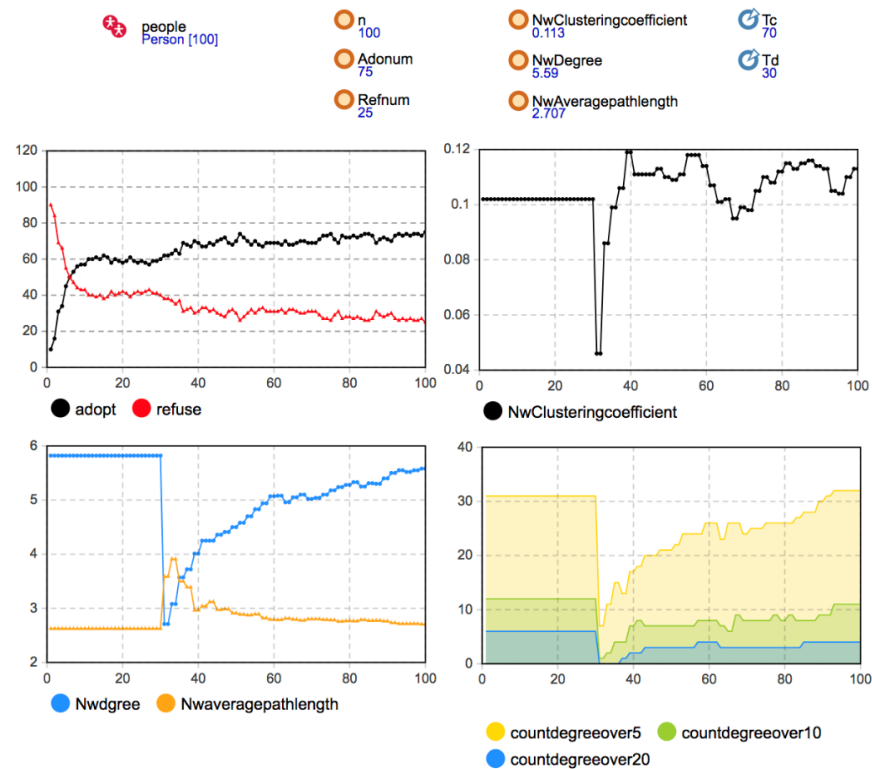 people
Person [100]
n
100
Adonum
75
Refnum
25
NwClusteringcoefficient
0.113
NwDegree
5.59
NwAveragepathlength
2.707
Tc
70
Td
30
120
100
80
60
40
20
0
0 20 40 60 80 100
adopt refuse
0.12
0.1
0.08
0.06
0.04
0 20 40 60 80 100
NwClusteringcoefficient
6
5
4
3
2
0 20 40 60 80 100
Nwdgree Nwaveragepathlength
40
30
20
10
0
0 20 40 60 80 100
countdegreeover5 countdegreeover10
countdegreeover20